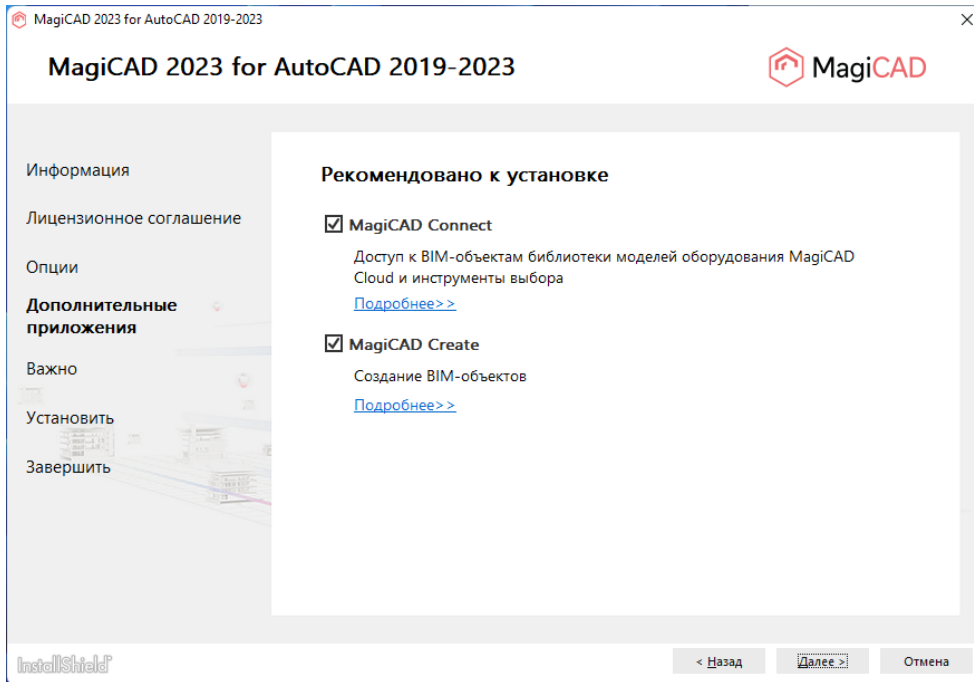 MagiCAD 2023 for AutoCAD 2019-2023
MagiCAD 2023 for AutoCAD 2019-2023
MagiCAD
Информация
Лицензионное соглашение
Опции
Дополнительные
приложения
Важно
Установить
Завершить
Рекомендовано к установке
MagiCAD Connect
Доступ к BIM-объектам библиотеки моделей оборудования MagiCAD
Cloud и инструменты выбора
Подробнее>>
MagiCAD Create
Создание BIM-объектов
Подробнее>>
InstallShield
< Назад
Далее >
Отмена